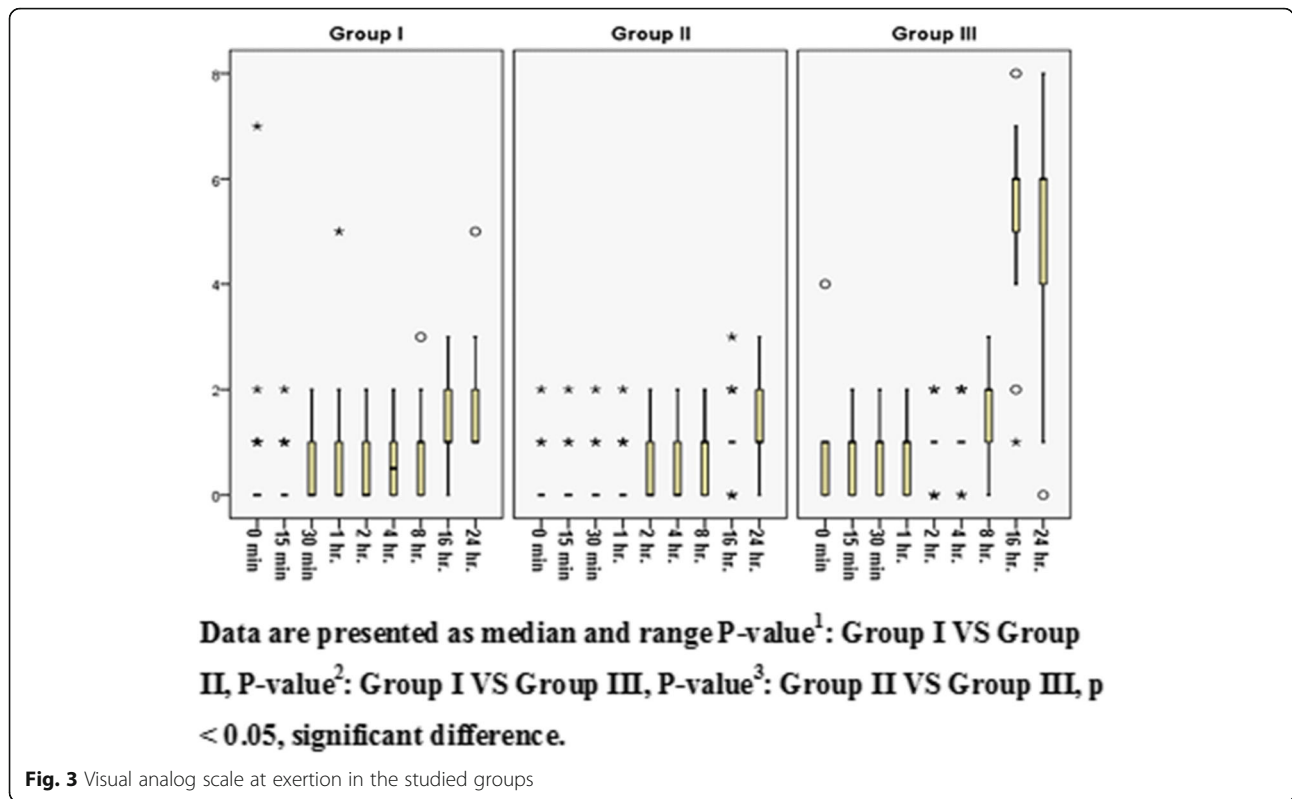 Group I
Group II
Group III
8
6
4
2
0
0 min
15 min
30 min
1 hr.
2 hr.
4 hr.
8 hr.
16 hr.
24 hr.
0 min
15 min
30 min
1 hr.
2 hr.
4 hr.
8 hr.
16 hr.
24 hr.
0 min
15 min
30 min
1 hr.
2 hr.
4 hr.
8 hr.
16 hr.
24 hr.
Data are presented as median and range P-value¹: Group I VS Group
II, P-value²: Group I VS Group III, P-value³: Group II VS Group III, p
< 0.05, significant difference.
Fig. 3 Visual analog scale at exertion in the studied groups